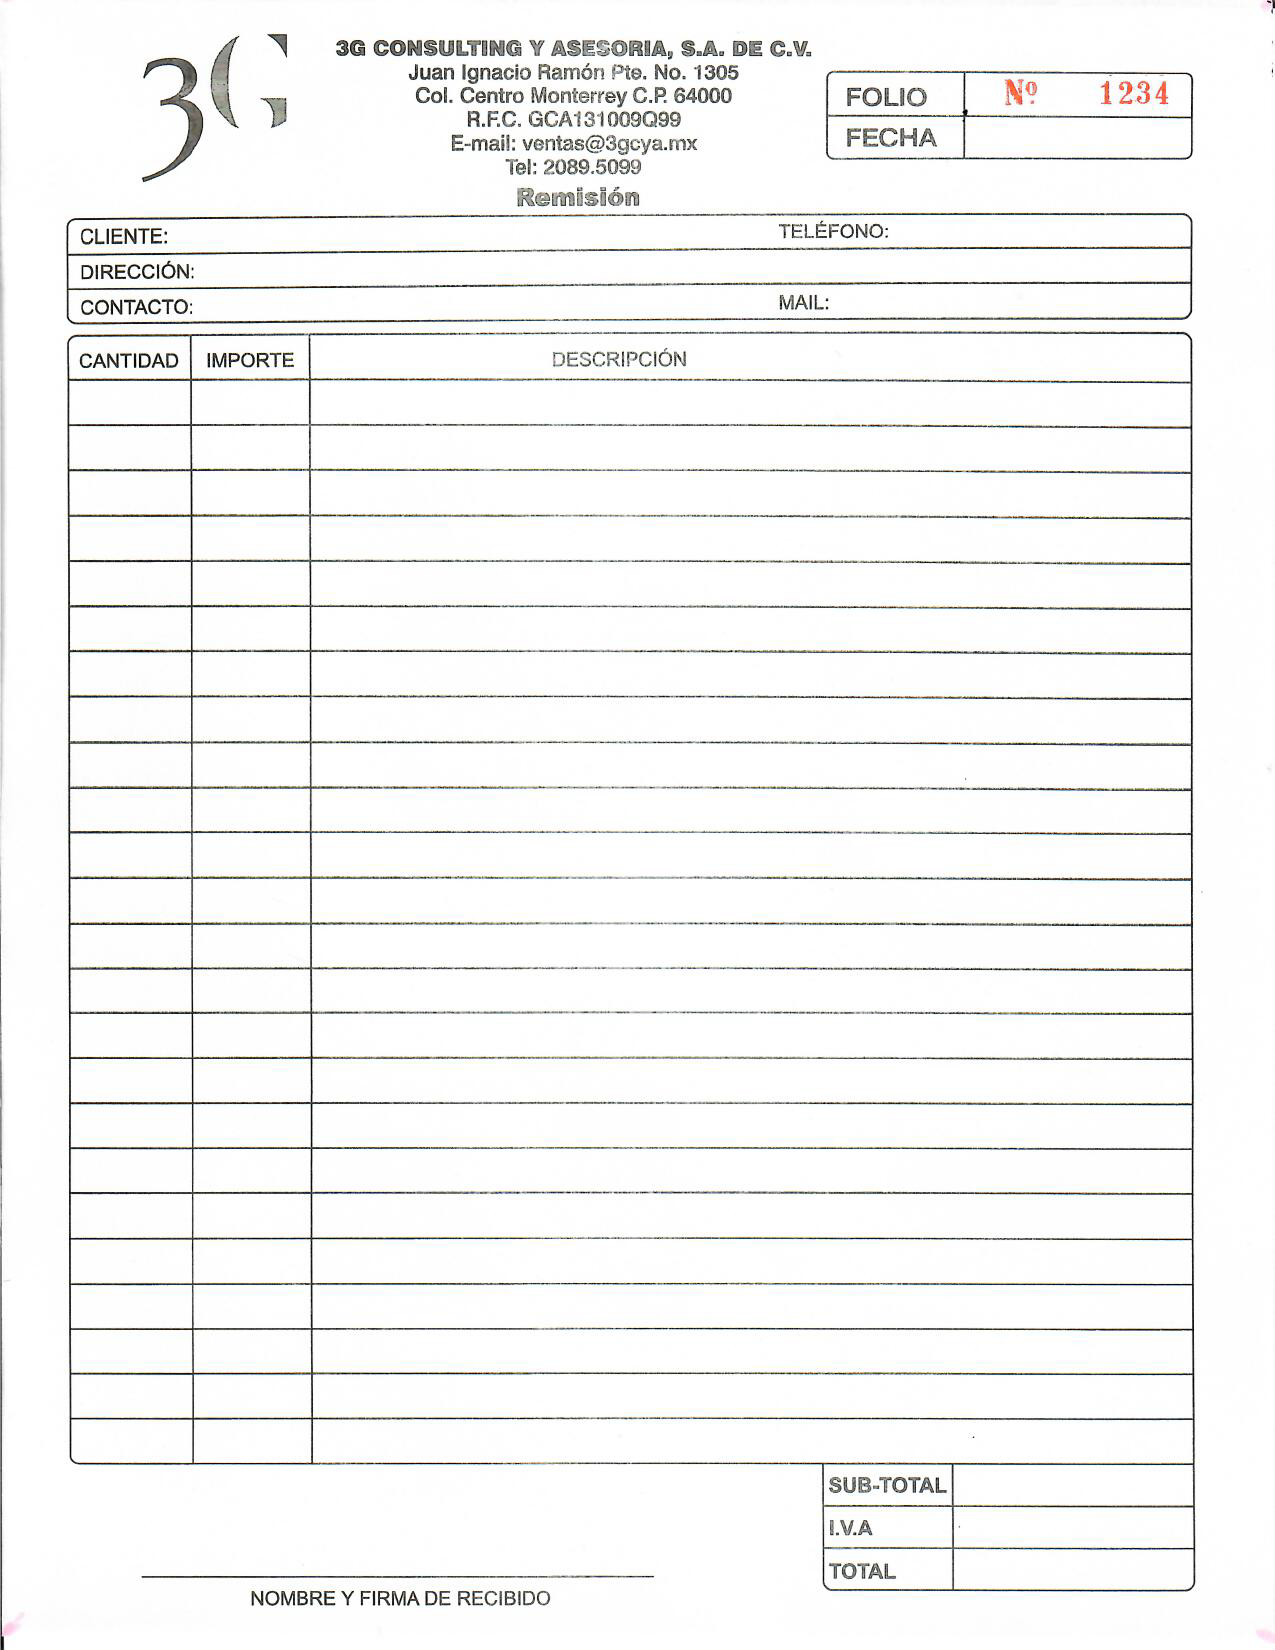 3G
3G CONSULTING Y ASESORIA, S.A. DE C.V.
Juan Ignacio Ramón Pte. No. 1305
Col. Centro Monterrey C.P. 64000
R.F.C. GCA131009Q99
E-mail: ventas@3gcya.mx
Tel: 2089.5099
Remisión
FOLIO Nº 1234
FECHA
CLIENTE: TELÉFONO:
DIRECCIÓN:
CONTACTO: MAIL:
CANTIDAD IMPORTE DESCRIPCIÓN
SUB-TOTAL
I.V.A
TOTAL
NOMBRE Y FIRMA DE RECIBIDO